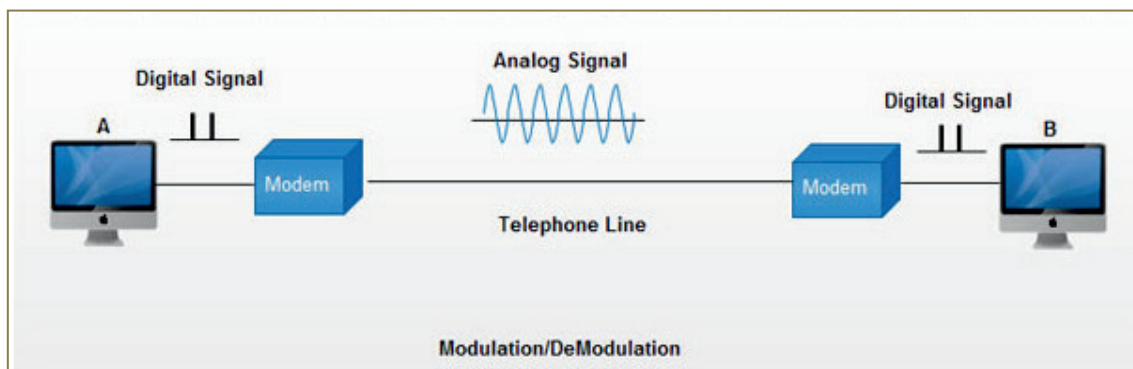 Analog Signal
Digital Signal
Digital Signal
A
B
Modem
Modem
Telephone Line
Modulation/DeModulation